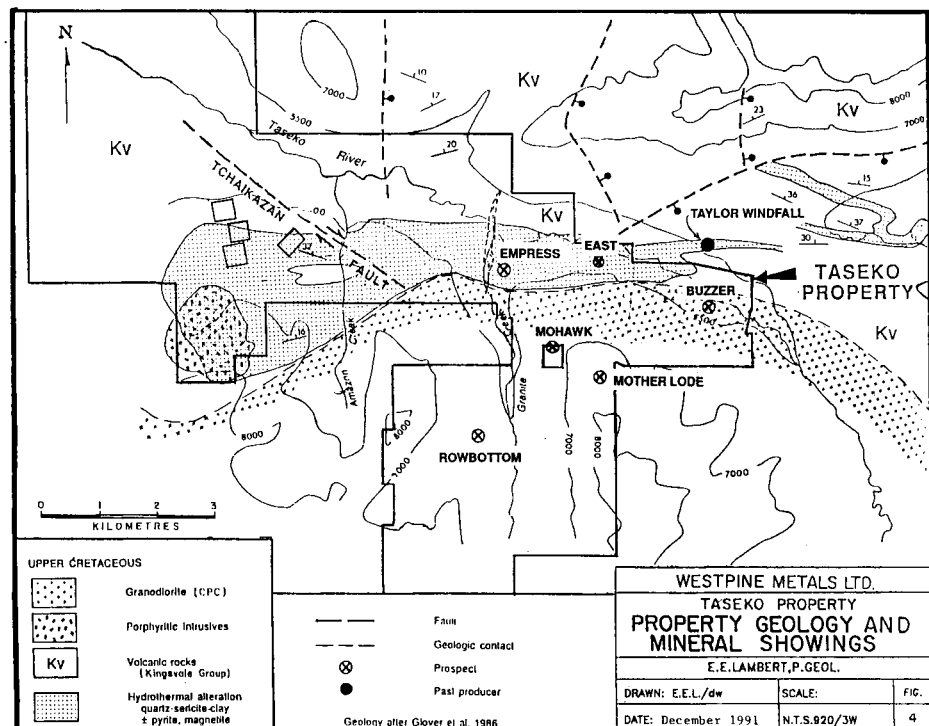 N
7000
10
17
Kv
23
Kv
8000
7000
5500
Taseko
River
20
Kv
TCHAIKAZAN
FAULT
37
Kv
15
36
37
30
TAYLOR WINDFALL
EMPRESS
EAST
TASEKO
PROPERTY
BUZZER
Kv
MOHAWK
MOTHER LODE
16
Creek
Granite
8000
8000
7000
7000
8000
7000
ROWBOTTOM
0 1 2 3
KILOMETRES
UPPER CRETACEOUS
Granodiorite (CPC)
Porphyritic Intrusives
Kv
Volcanic rocks
(Kingsvale Group)
Hydrothermal alteration
quartz-sericite-clay
± pyrite, magnetite
Fault
Geologic contact
Prospect
Past producer
Geology after Glover et al. 1986
WESTPINE METALS LTD.
TASEKO PROPERTY
PROPERTY GEOLOGY AND
MINERAL SHOWINGS
E.E.LAMBERT,P.GEOL.
DRAWN: E.E.L./dw
SCALE:
FIG.
DATE: December 1991
N.T.S.920/3W
4